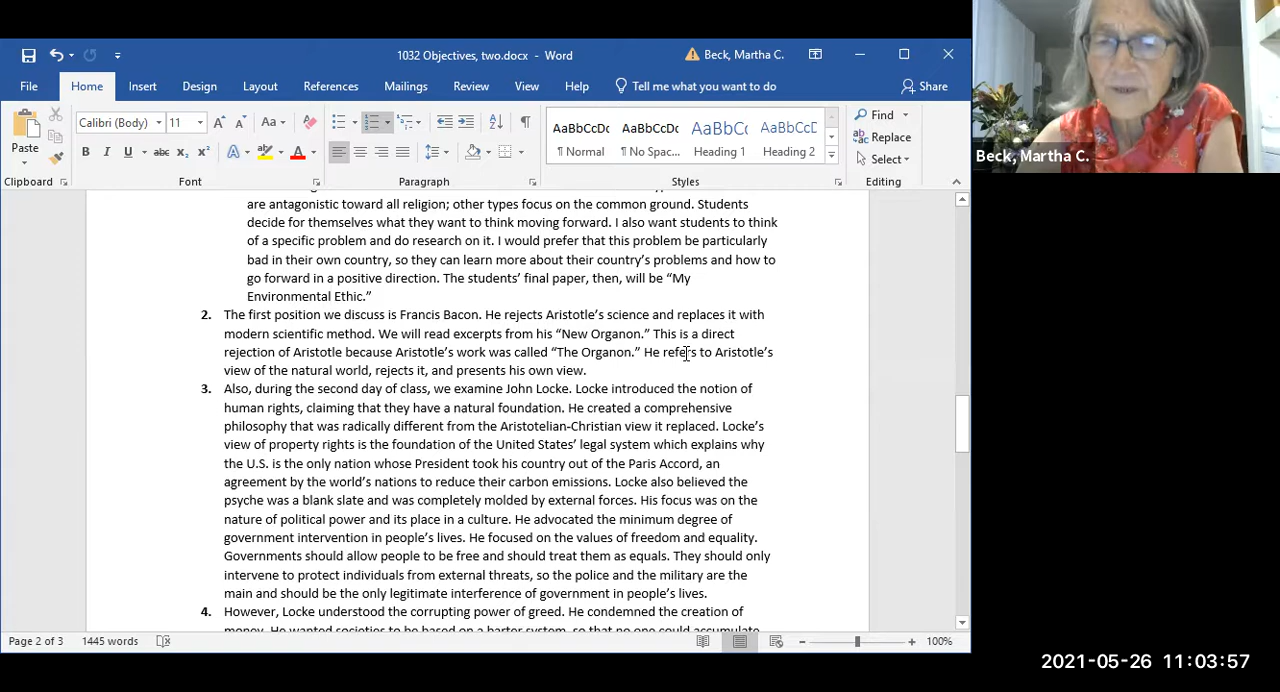 1032 Objectives, two.docx - Word
Beck, Martha C.
File Home Insert Design Layout References Mailings Review View Help Tell me what you want to do Share
Paste
Calibri (Body) 11
AaBbCcDc AaBbCcDc AaBbCc AaBbCcD
¶ Normal ¶ No Spac... Heading 1 Heading 2
Find
Replace
Select
Clipboard Font Paragraph Styles Editing
Beck, Martha C.
are antagonistic toward all religion; other types focus on the common ground. Students
decide for themselves what they want to think moving forward. I also want students to think
of a specific problem and do research on it. I would prefer that this problem be particularly
bad in their own country, so they can learn more about their country's problems and how to
go forward in a positive direction. The students' final paper, then, will be "My
Environmental Ethic."
2. The first position we discuss is Francis Bacon. He rejects Aristotle's science and replaces it with
modern scientific method. We will read excerpts from his "New Organon." This is a direct
rejection of Aristotle because Aristotle's work was called "The Organon." He refers to Aristotle's
view of the natural world, rejects it, and presents his own view.
3. Also, during the second day of class, we examine John Locke. Locke introduced the notion of
human rights, claiming that they have a natural foundation. He created a comprehensive
philosophy that was radically different from the Aristotelian-Christian view it replaced. Locke's
view of property rights is the foundation of the United States' legal system which explains why
the U.S. is the only nation whose President took his country out of the Paris Accord, an
agreement by the world's nations to reduce their carbon emissions. Locke also believed the
psyche was a blank slate and was completely molded by external forces. His focus was on the
nature of political power and its place in a culture. He advocated the minimum degree of
government intervention in people's lives. He focused on the values of freedom and equality.
Governments should allow people to be free and should treat them as equals. They should only
intervene to protect individuals from external threats, so the police and the military are the
main and should be the only legitimate interference of government in people's lives.
4. However, Locke understood the corrupting power of greed. He condemned the creation of
money. He wanted societies to be based on a barter system, so that no one could accumulate
Page 2 of 3 1445 words 100%
2021-05-26 11:03:57